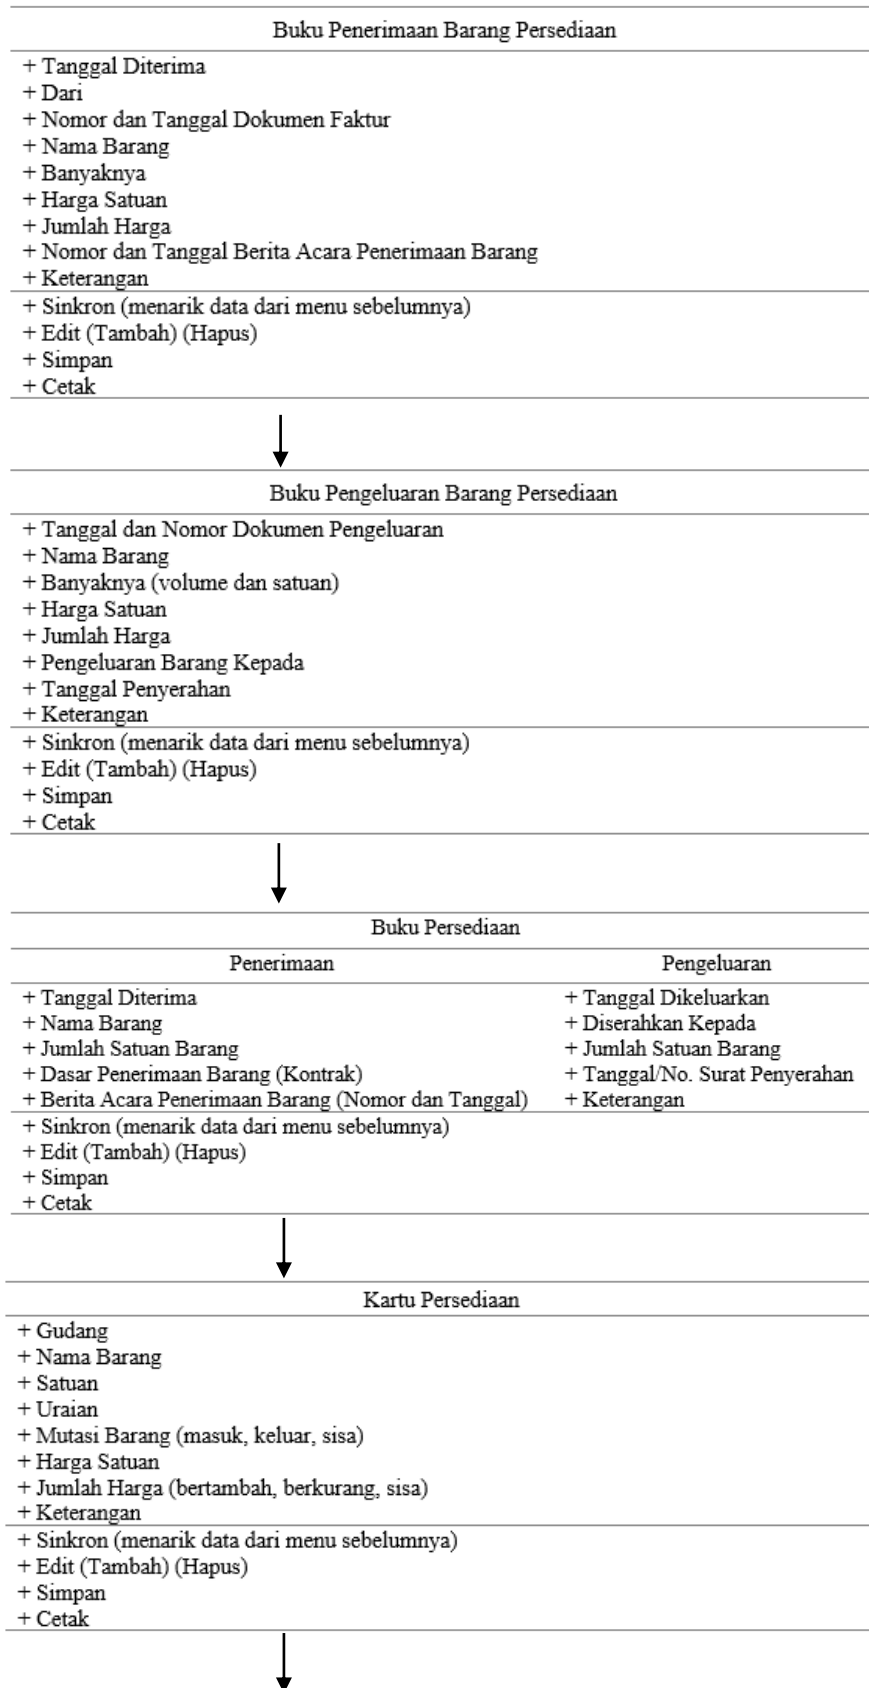 Buku Penerimaan Barang Persediaan
+ Tanggal Diterima
+ Dari
+ Nomor dan Tanggal Dokumen Faktur
+ Nama Barang
+ Banyaknya
+ Harga Satuan
+ Jumlah Harga
+ Nomor dan Tanggal Berita Acara Penerimaan Barang
+ Keterangan
+ Sinkron (menarik data dari menu sebelumnya)
+ Edit (Tambah) (Hapus)
+ Simpan
+ Cetak
Buku Pengeluaran Barang Persediaan
+ Tanggal dan Nomor Dokumen Pengeluaran
+ Nama Barang
+ Banyaknya (volume dan satuan)
+ Harga Satuan
+ Jumlah Harga
+ Pengeluaran Barang Kepada
+ Tanggal Penyerahan
+ Keterangan
+ Sinkron (menarik data dari menu sebelumnya)
+ Edit (Tambah) (Hapus)
+ Simpan
+ Cetak
Buku Persediaan
Penerimaan
+ Tanggal Diterima
+ Nama Barang
+ Jumlah Satuan Barang
+ Dasar Penerimaan Barang (Kontrak)
+ Berita Acara Penerimaan Barang (Nomor dan Tanggal)
Pengeluaran
+ Tanggal Dikeluarkan
+ Diserahkan Kepada
+ Jumlah Satuan Barang
+ Tanggal/No. Surat Penyerahan
+ Keterangan
+ Sinkron (menarik data dari menu sebelumnya)
+ Edit (Tambah) (Hapus)
+ Simpan
+ Cetak
Kartu Persediaan
+ Gudang
+ Nama Barang
+ Satuan
+ Uraian
+ Mutasi Barang (masuk, keluar, sisa)
+ Harga Satuan
+ Jumlah Harga (bertambah, berkurang, sisa)
+ Keterangan
+ Sinkron (menarik data dari menu sebelumnya)
+ Edit (Tambah) (Hapus)
+ Simpan
+ Cetak